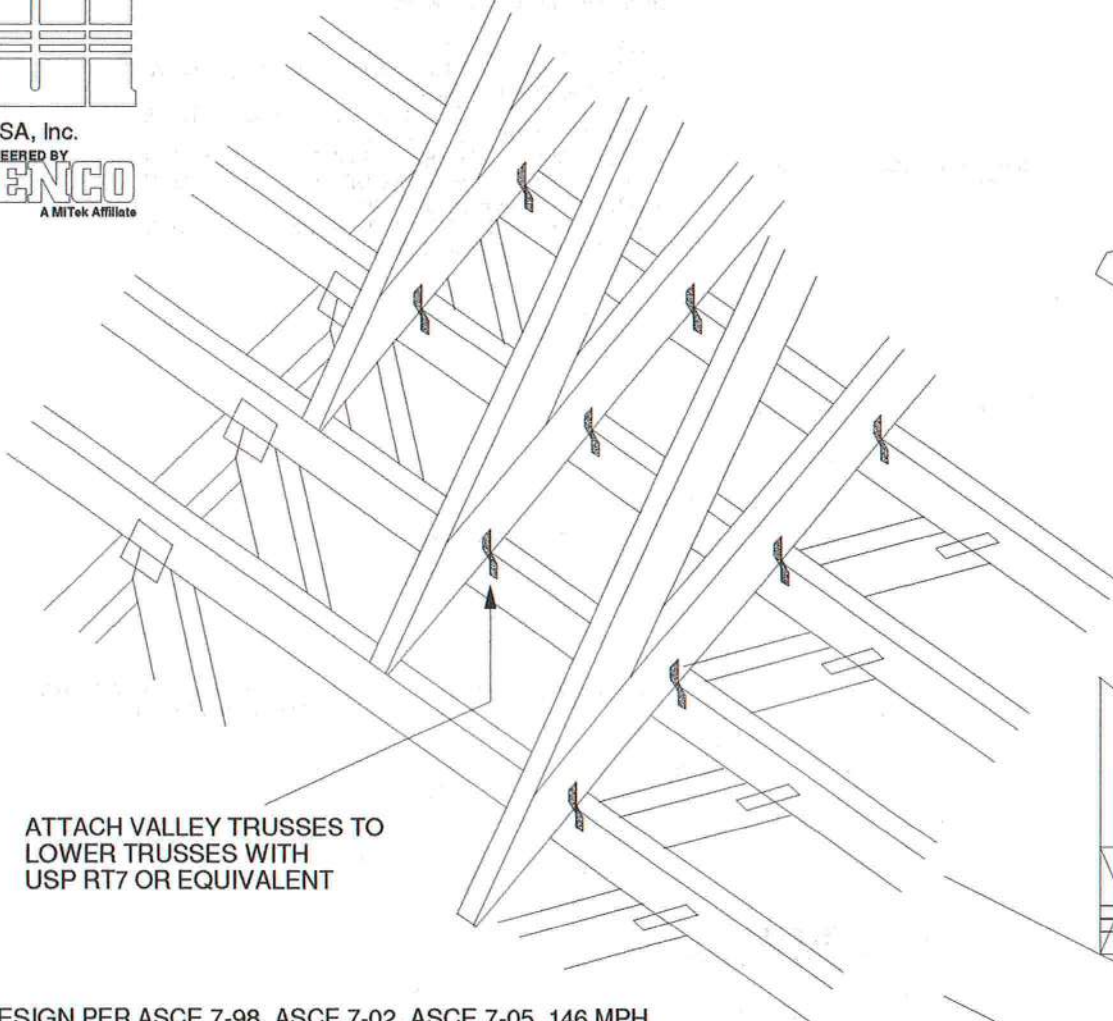 SA, Inc.
EERED BY
ENCO
A MiTek Affiliate
ATTACH VALLEY TRUSSES TO
LOWER TRUSSES WITH
USP RT7 OR EQUIVALENT
ESIGN PER ASCE 7-98, ASCE 7-02, ASCE 7-05 146 MPH